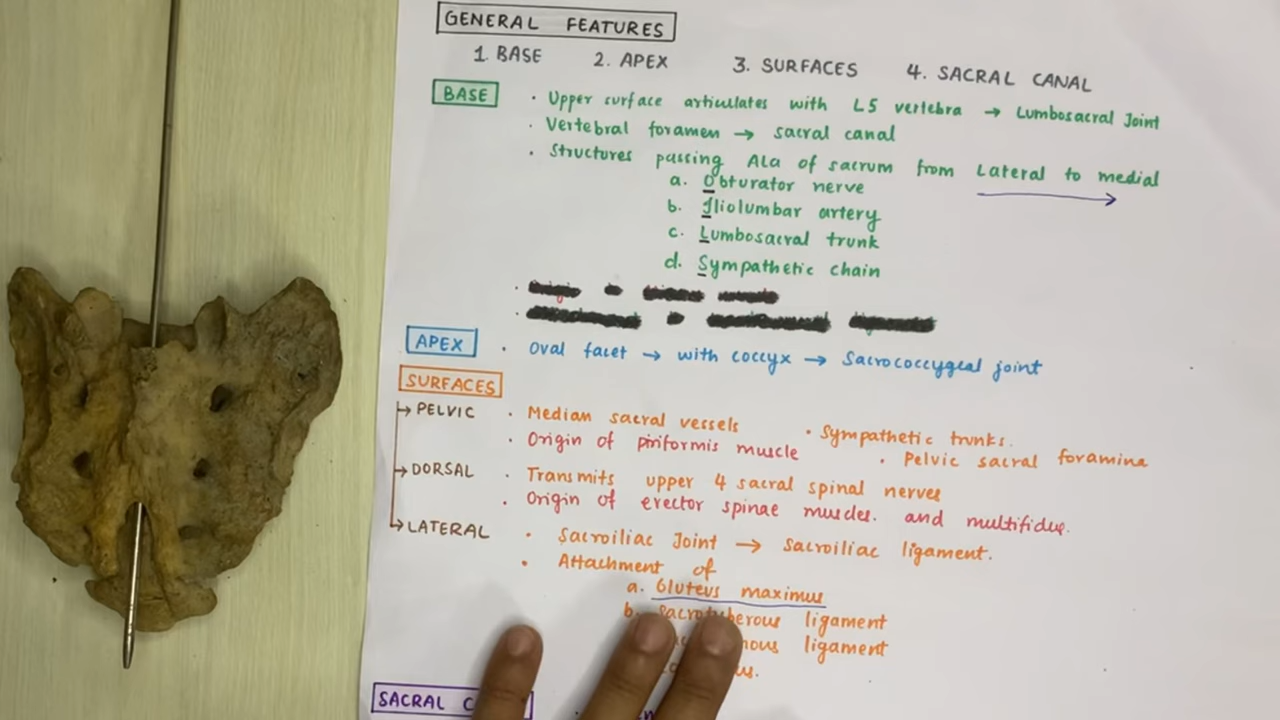 GENERAL FEATURES
1. BASE 2. APEX 3. SURFACES 4. SACRAL CANAL
BASE
· Upper surface articulates with L5 vertebra → Lumbosacral Joint
· Vertebral foramen → sacral canal
· Structures passing Ala of sacrum from Lateral to medial
a. Obturator nerve
b. Iliolumbar artery
c. Lumbosacral trunk
d. Sympathetic chain
APEX · Oval facet → with coccyx → Sacrococcygeal joint
SURFACES
→ PELVIC · Median sacral vessels · Sympathetic trunks.
· Origin of piriformis muscle · Pelvic sacral foramina
→ DORSAL · Transmits upper 4 sacral spinal nerves
· Origin of erector spinae muscles. and multifidus.
→ LATERAL · Sacroiliac Joint → Sacroiliac ligament.
· Attachment of
a. Gluteus maximus
b. ligament
ligament
SACRAL